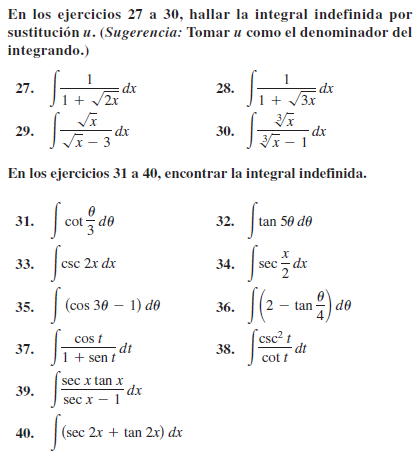 En los ejercicios 27 a 30, hallar la integral indefinida por
sustitución u. (Sugerencia: Tomar u como el denominador del
integrando.)
27. ∫ 1/(1 + √(2x)) dx 28. ∫ 1/(1 + √(3x)) dx
29. ∫ √x/(√x − 3) dx 30. ∫ ∛x/(∛x − 1) dx
En los ejercicios 31 a 40, encontrar la integral indefinida.
31. ∫ cot θ/3 dθ 32. ∫ tan 5θ dθ
33. ∫ csc 2x dx 34. ∫ sec x/2 dx
35. ∫ (cos 3θ − 1) dθ 36. ∫ (2 − tan θ/4) dθ
37. ∫ cos t/(1 + sen t) dt 38. ∫ csc² t/cot t dt
39. ∫ sec x tan x/(sec x − 1) dx
40. ∫ (sec 2x + tan 2x) dx